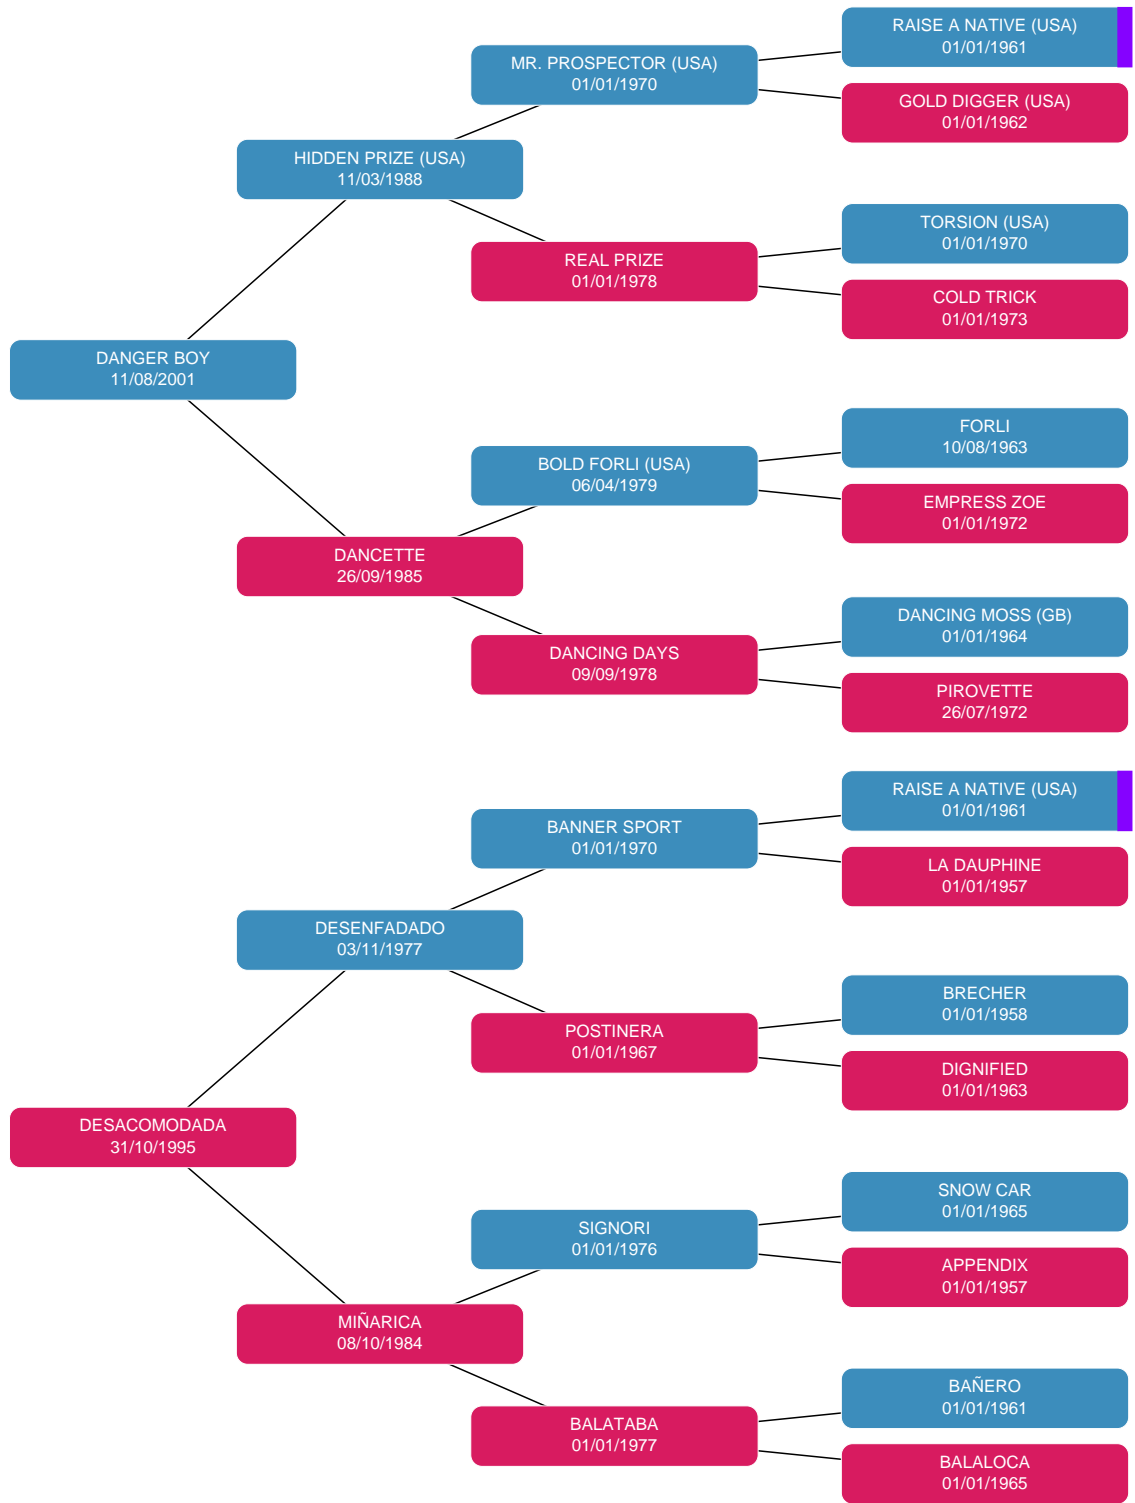 RAISE A NATIVE (USA)
01/01/1961
MR. PROSPECTOR (USA)
01/01/1970
GOLD DIGGER (USA)
01/01/1962
HIDDEN PRIZE (USA)
11/03/1988
TORSION (USA)
01/01/1970
REAL PRIZE
01/01/1978
COLD TRICK
01/01/1973
DANGER BOY
11/08/2001
FORLI
10/08/1963
BOLD FORLI (USA)
06/04/1979
EMPRESS ZOE
01/01/1972
DANCETTE
26/09/1985
DANCING MOSS (GB)
01/01/1964
DANCING DAYS
09/09/1978
PIROVETTE
26/07/1972
RAISE A NATIVE (USA)
01/01/1961
BANNER SPORT
01/01/1970
LA DAUPHINE
01/01/1957
DESENFADADO
03/11/1977
BRECHER
01/01/1958
POSTINERA
01/01/1967
DIGNIFIED
01/01/1963
DESACOMODADA
31/10/1995
SNOW CAR
01/01/1965
SIGNORI
01/01/1976
APPENDIX
01/01/1957
MIÑARICA
08/10/1984
BAÑERO
01/01/1961
BALATABA
01/01/1977
BALALOCA
01/01/1965